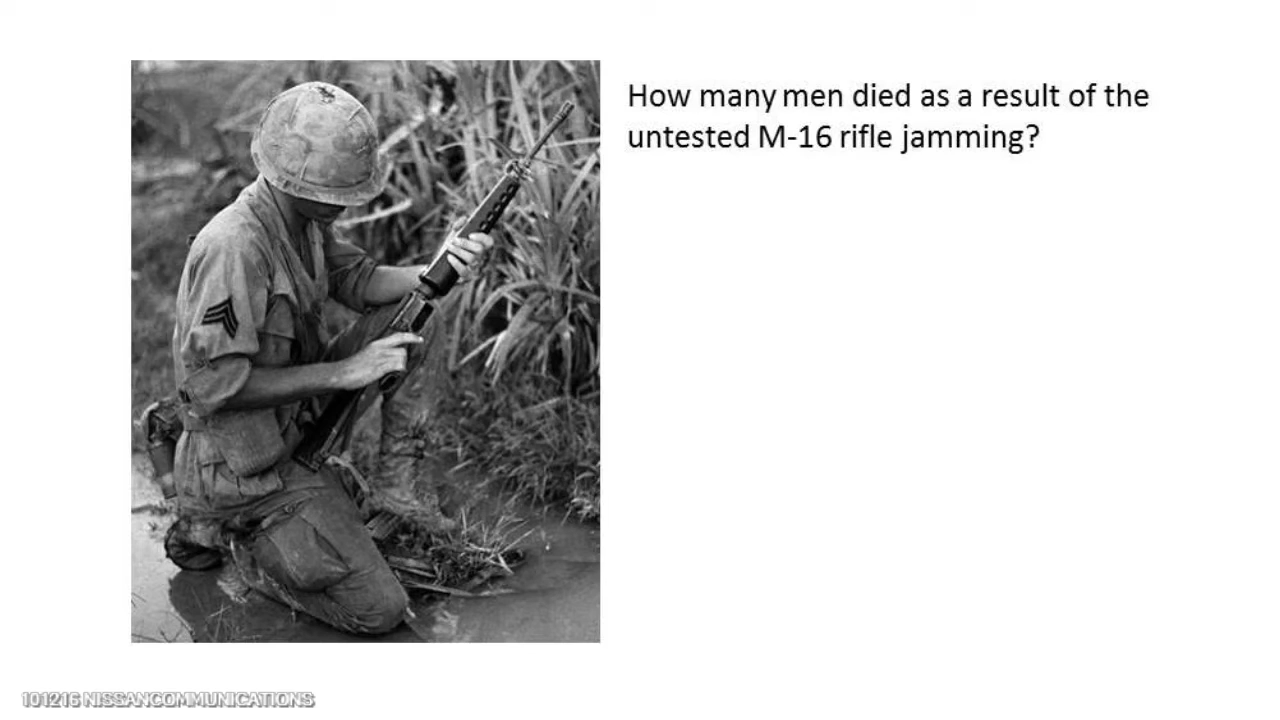 How many men died as a result of the
untested M-16 rifle jamming?
101216 NISSANCOMMUNICATIONS